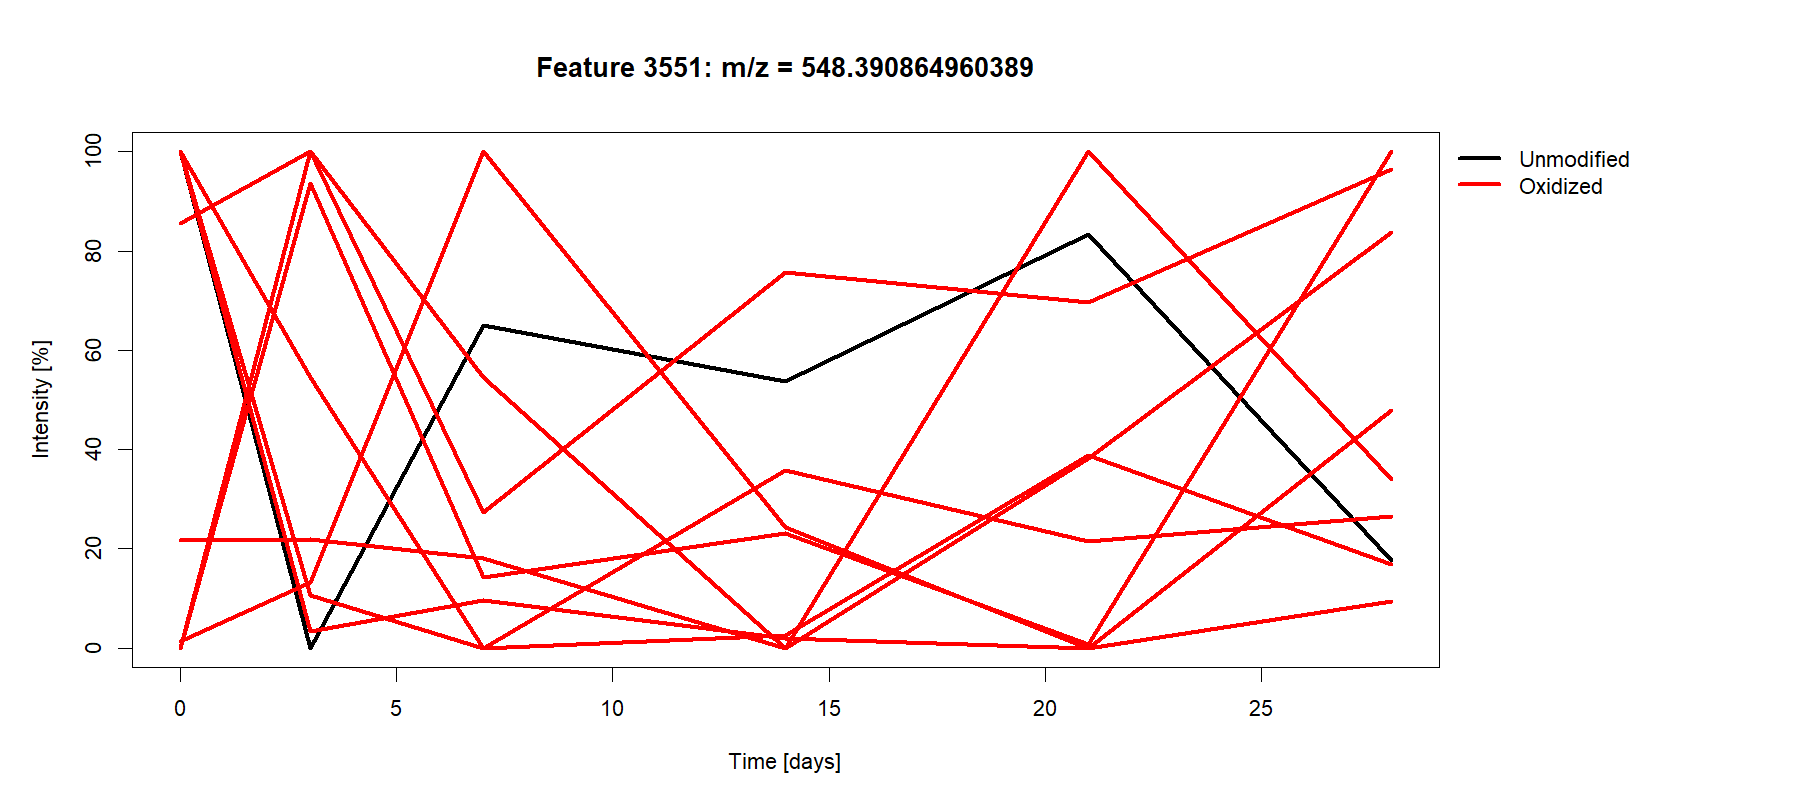 Feature 3551: m/z = 548.390864960389
Unmodified
Oxidized
Intensity [%]
100
80
60
40
20
0
0 5 10 15 20 25
Time [days]